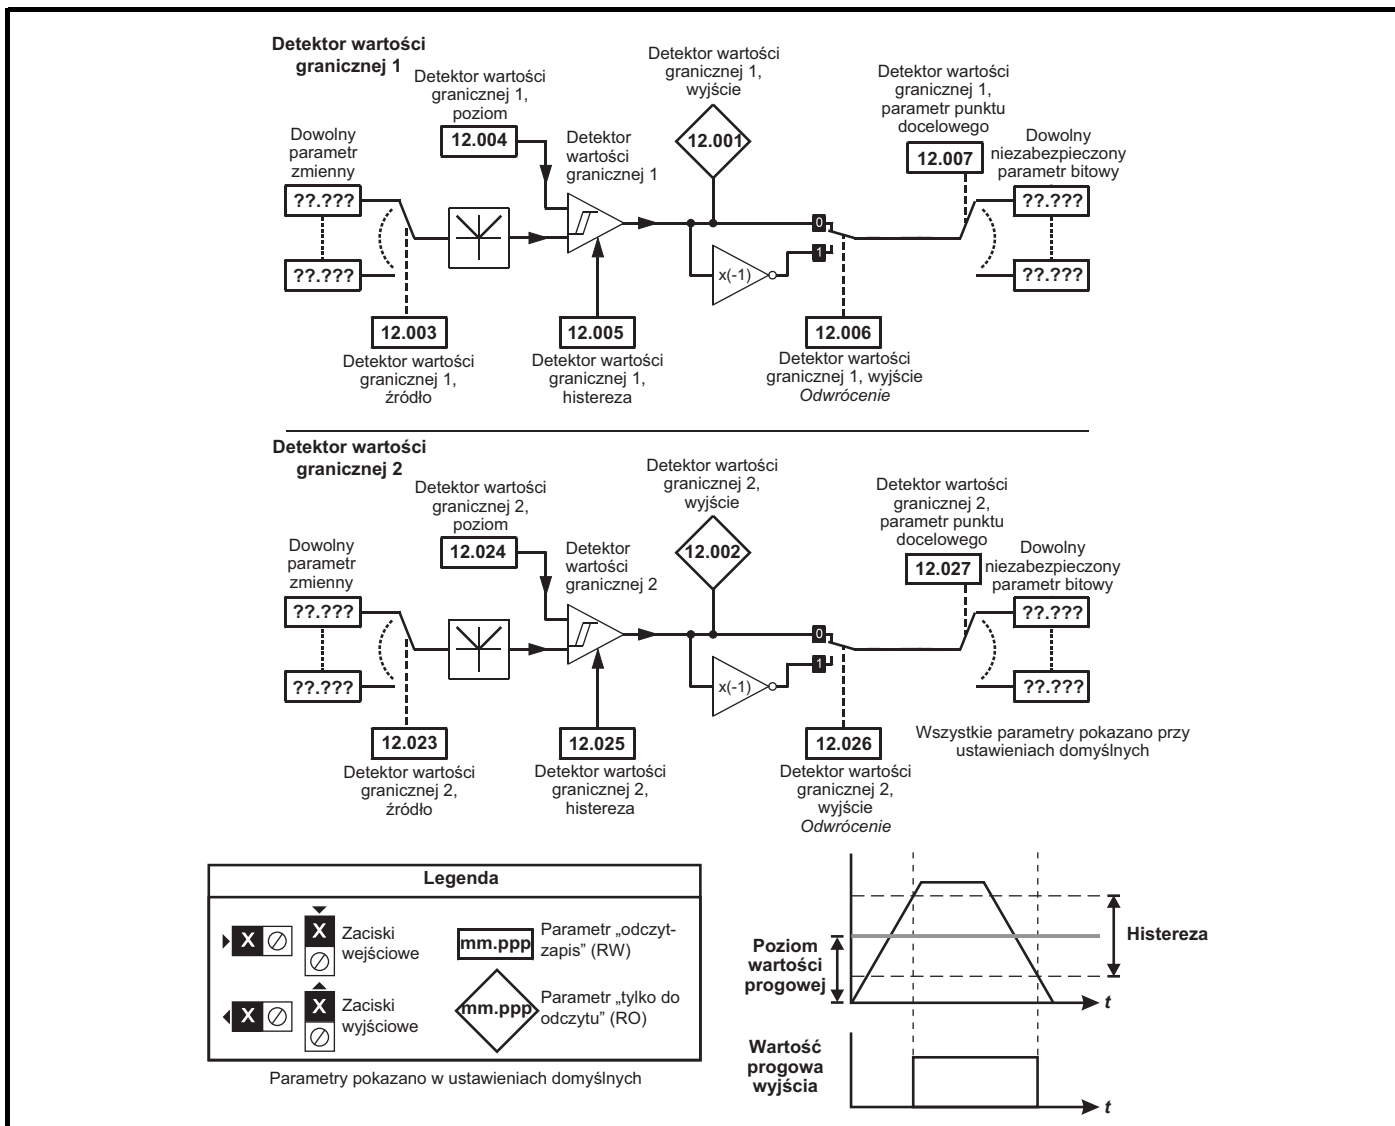 Detektor wartości
granicznej 1
Detektor wartości
granicznej 1,
poziom
12.004
Detektor wartości
granicznej 1,
wyjście
12.001
Detektor wartości
granicznej 1,
parametr punktu
docelowego
12.007
Dowolny
parametr
zmienny
??.???
??.???
Detektor
wartości
granicznej 1
Dowolny
niezabezpieczony
parametr bitowy
??.???
??.???
0
1
x(-1)
12.003
Detektor wartości
granicznej 1,
źródło
12.005
Detektor wartości
granicznej 1,
histereza
12.006
Detektor wartości
granicznej 1, wyjście
Odwrócenie
Detektor wartości
granicznej 2
Detektor wartości
granicznej 2,
poziom
12.024
Detektor wartości
granicznej 2,
wyjście
12.002
Detektor wartości
granicznej 2,
parametr punktu
docelowego
12.027
Dowolny
parametr
zmienny
??.???
??.???
Detektor
wartości
granicznej 2
Dowolny
niezabezpieczony
parametr bitowy
??.???
??.???
0
1
x(-1)
12.023
Detektor wartości
granicznej 2,
źródło
12.025
Detektor wartości
granicznej 2,
histereza
12.026
Detektor wartości
granicznej 2,
wyjście
Odwrócenie
Wszystkie parametry pokazano przy
ustawieniach domyślnych
Legenda
X
X
Zaciski
wejściowe
mm.ppp
Parametr „odczyt-
zapis” (RW)
X
X
Zaciski
wyjściowe
mm.ppp
Parametr „tylko do
odczytu” (RO)
Parametry pokazano w ustawieniach domyślnych
Poziom
wartości
progowej
Histereza
t
Wartość
progowa
wyjścia
t